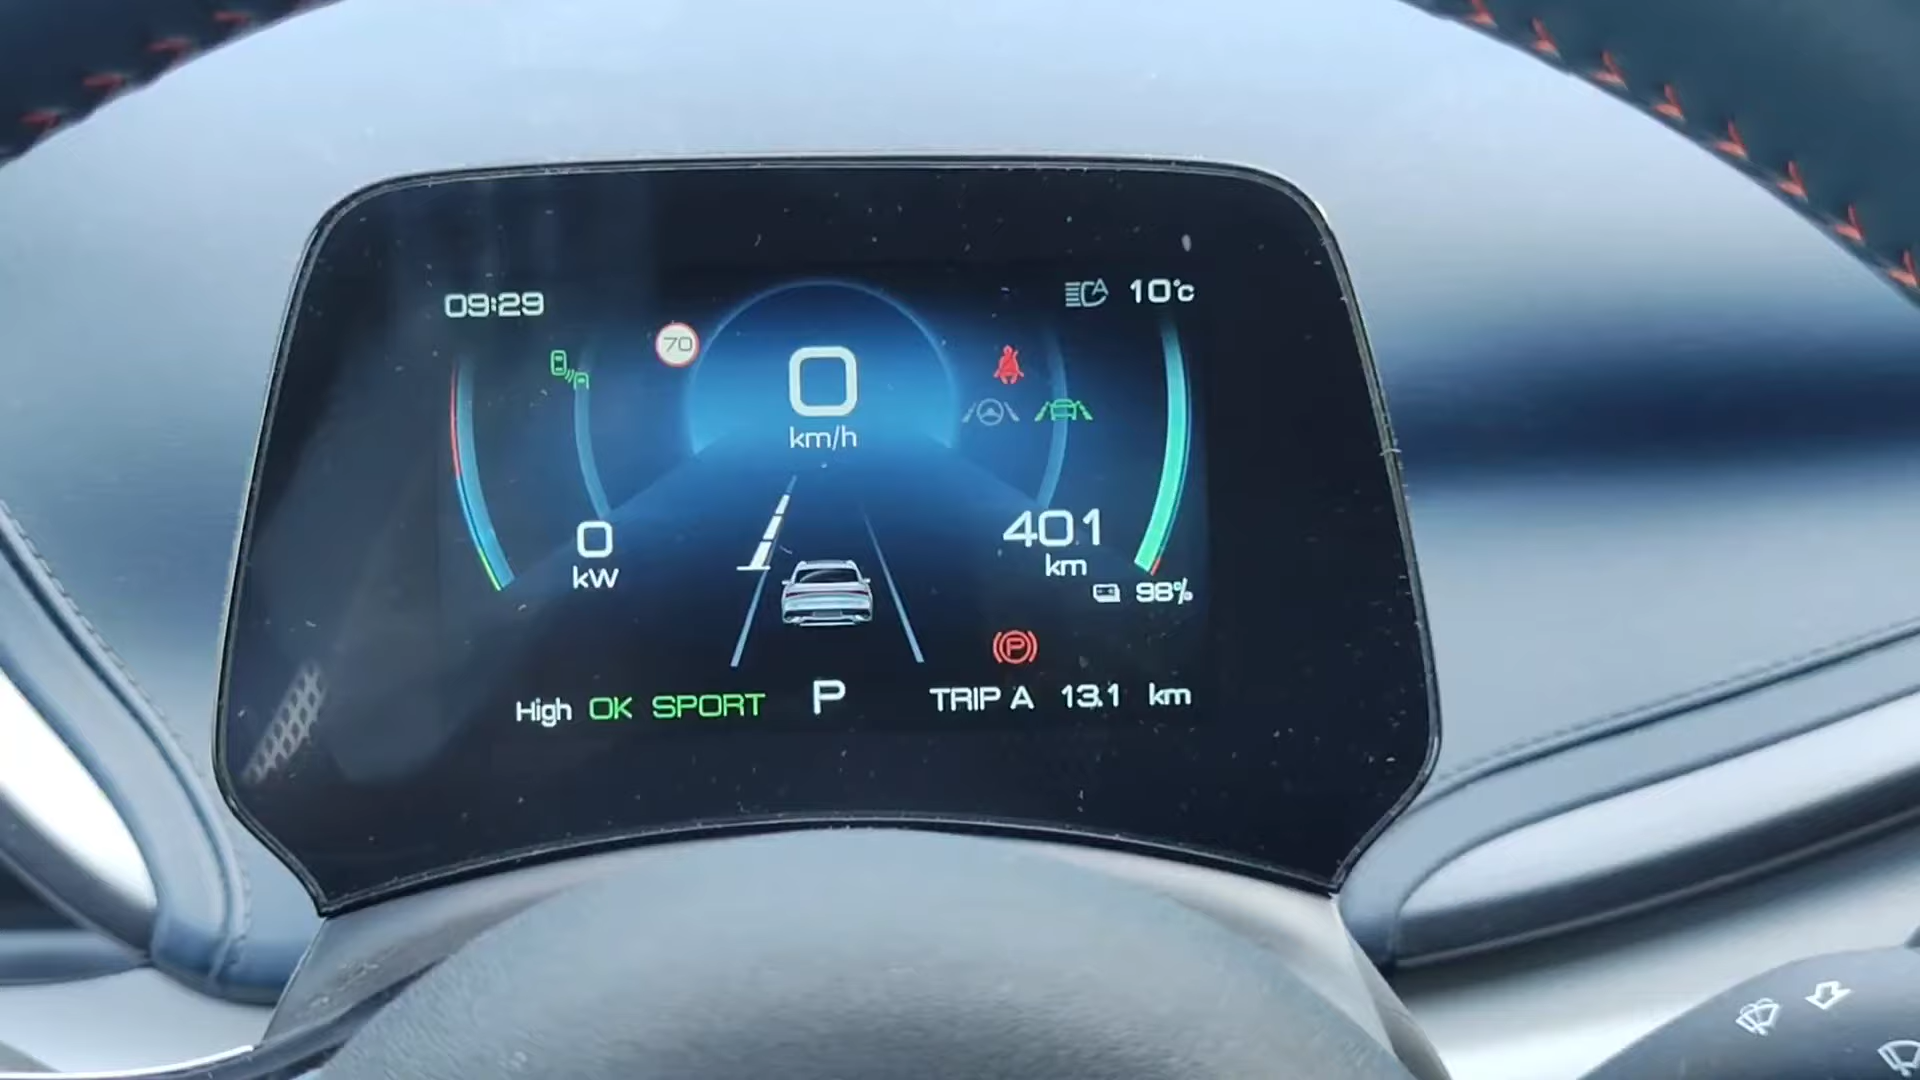 09:29
10°C
70
0
km/h
0
kW
401
km
98%
P
High OK SPORT
P
TRIP A 13.1 km